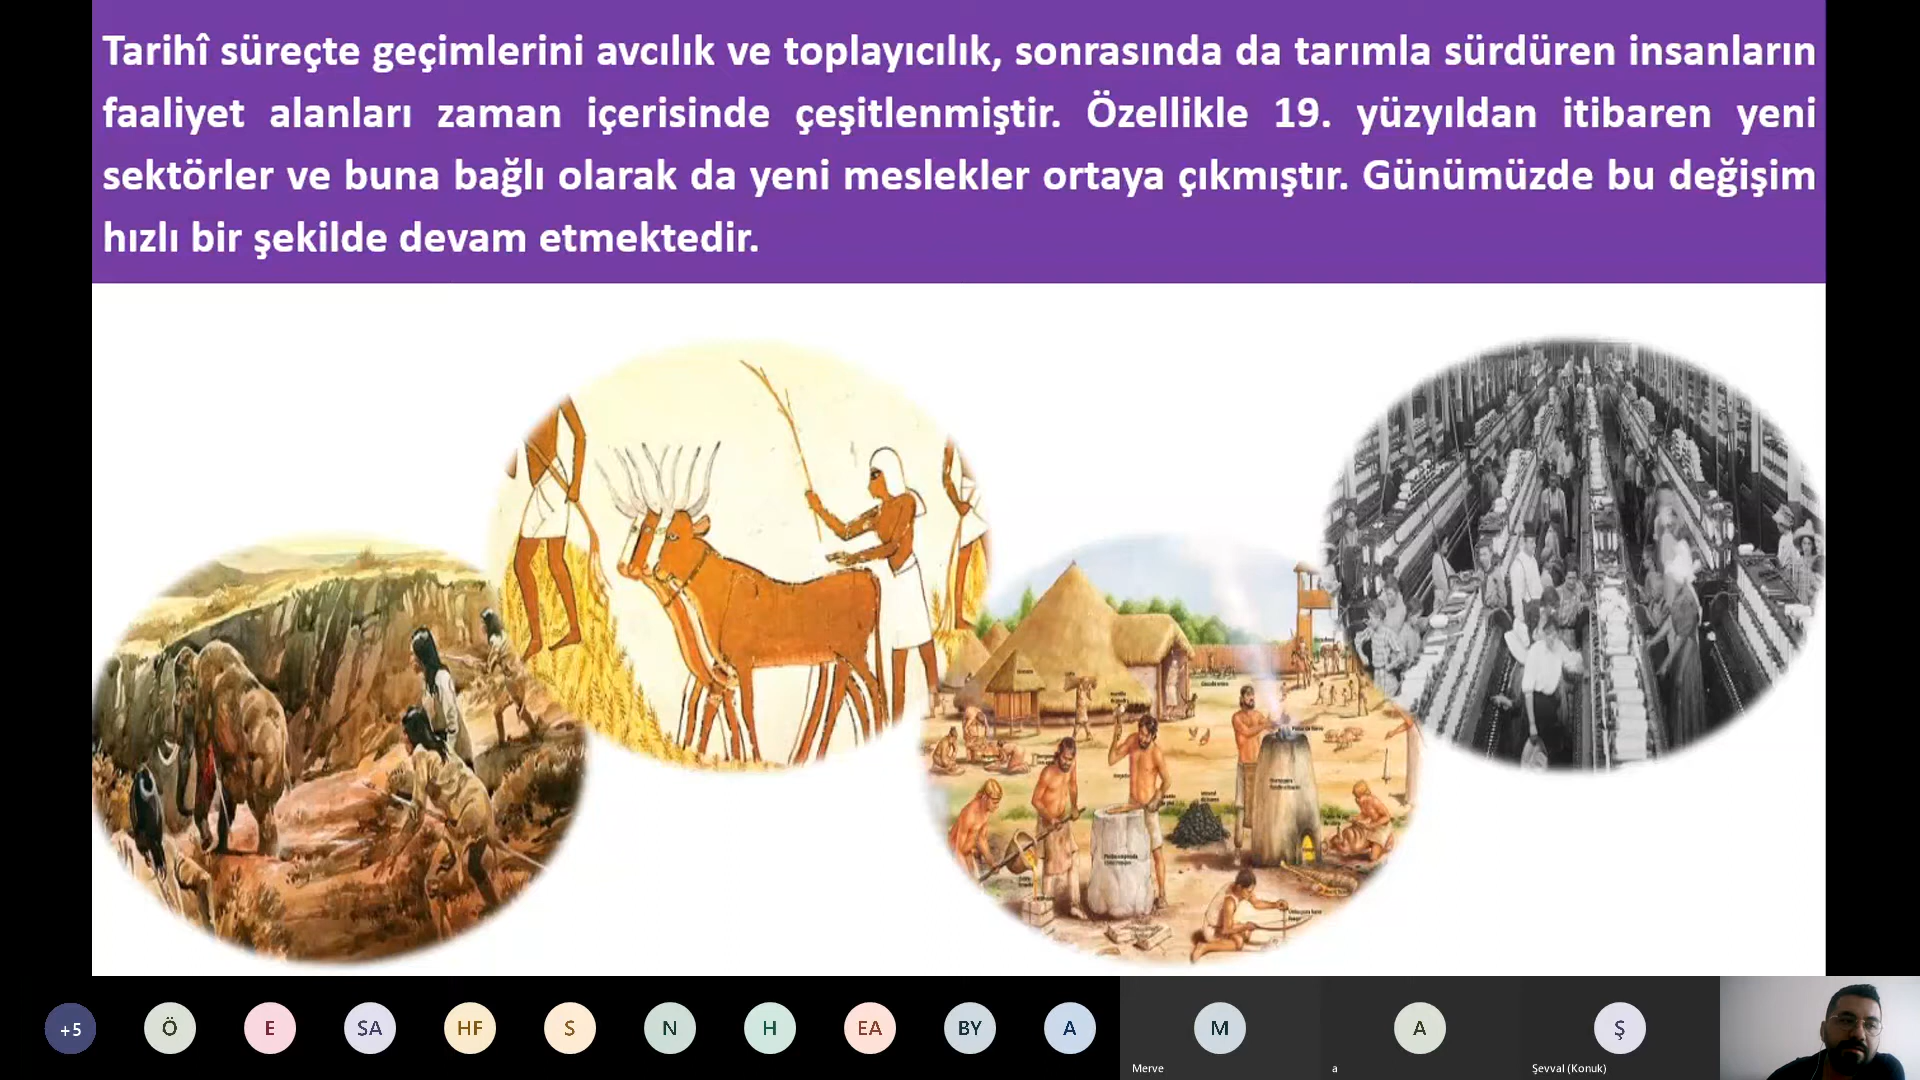 Tarihî süreçte geçimlerini avcılık ve toplayıcılık, sonrasında da tarımla sürdüren insanların
faaliyet alanları zaman içerisinde çeşitlenmiştir. Özellikle 19. yüzyıldan itibaren yeni
sektörler ve buna bağlı olarak da yeni meslekler ortaya çıkmıştır. Günümüzde bu değişim
hızlı bir şekilde devam etmektedir.
+5
Ö
E
SA
HF
S
N
H
EA
BY
A
M
A
Ş
Merve
a
Şevval (Konuk)